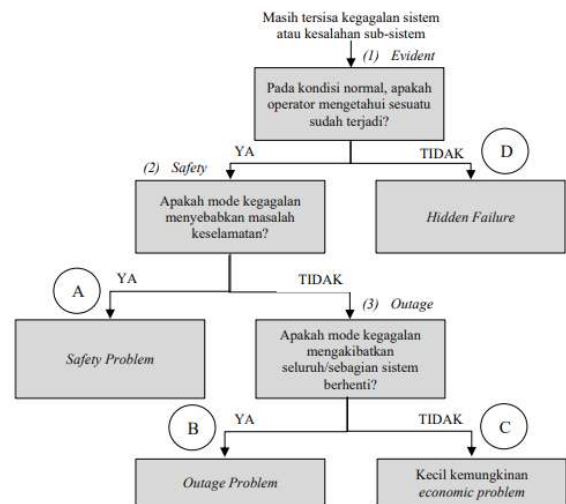 Masih tersisa kegagalan sistem
atau kesalahan sub-sistem
(1) Evident
Pada kondisi normal, apakah
operator mengetahui sesuatu
sudah terjadi?
YA
TIDAK
D
(2) Safety
Apakah mode kegagalan
menyebabkan masalah
keselamatan?
Hidden Failure
A
YA
TIDAK
(3) Outage
Safety Problem
Apakah mode kegagalan
mengakibatkan
seluruh/sebagian sistem
berhenti?
B
YA
TIDAK
C
Outage Problem
Kecil kemungkinan
economic problem